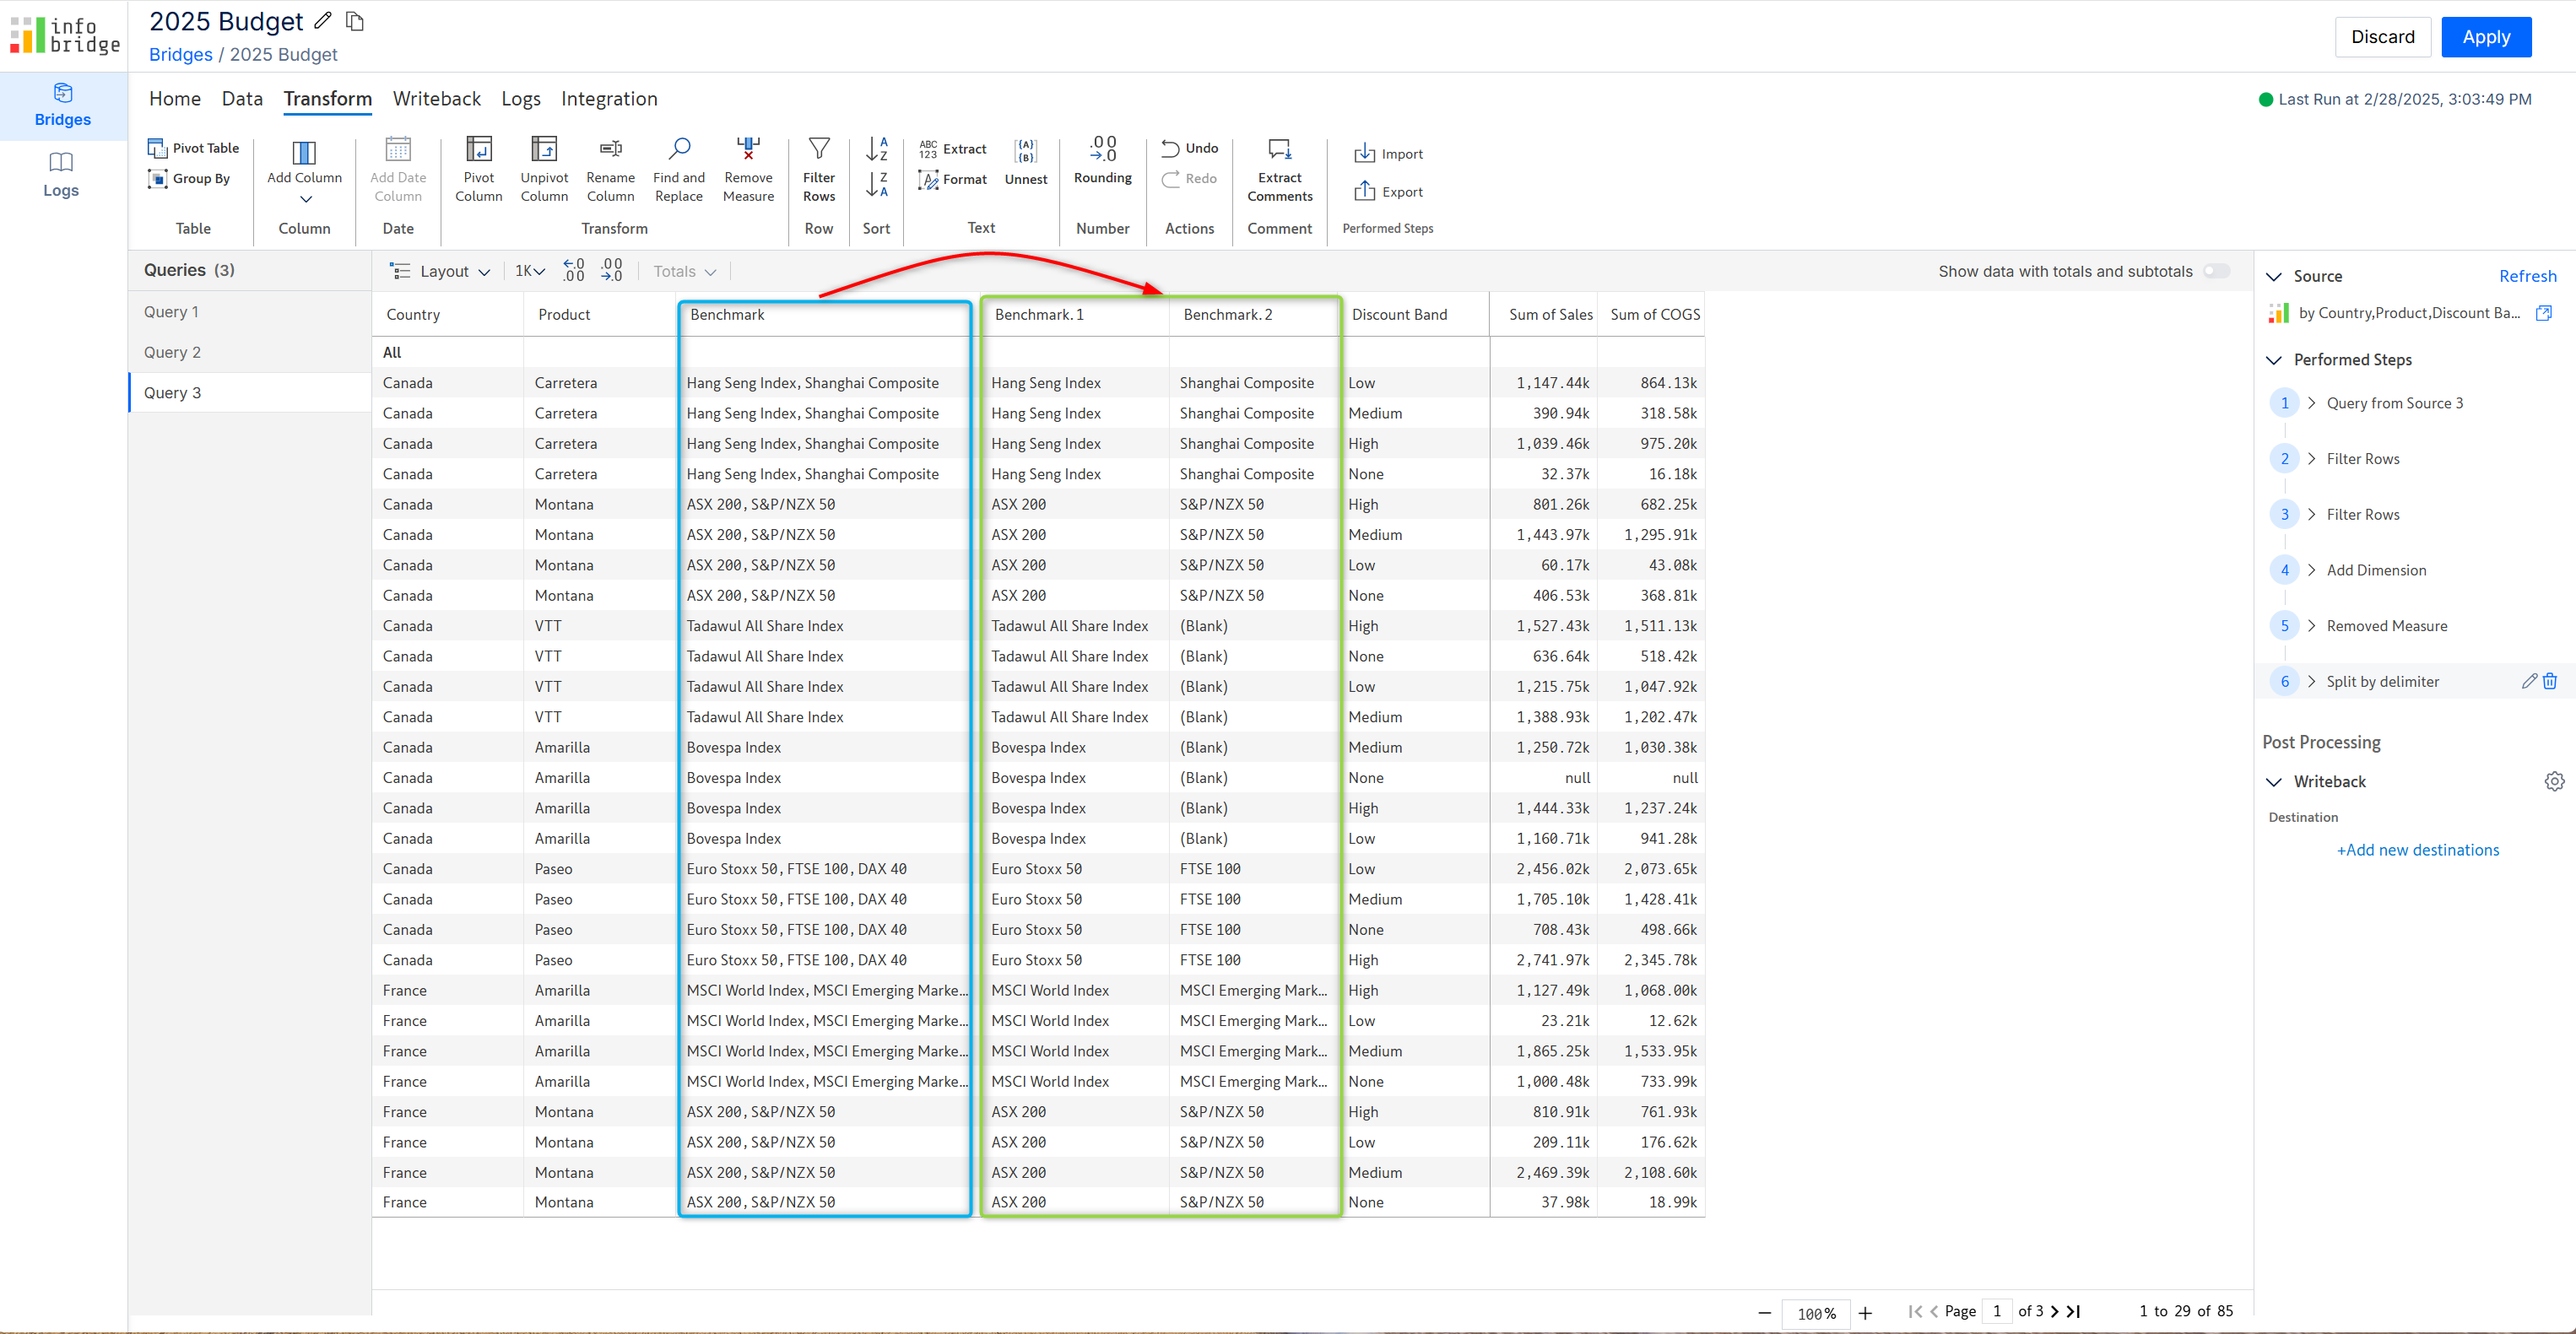 info
bridge
2025 Budget
Bridges / 2025 Budget
Discard
Apply
Bridges
Logs
Home Data Transform Writeback Logs Integration
Last Run at 2/28/2025, 3:03:49 PM
Pivot Table
Group By
Table
Add Column
Column
Add Date Column
Date
Pivot Column
Unpivot Column
Rename Column
Find and Replace
Remove Measure
Transform
Filter Rows
Row
A
Z
Z
A
Sort
ABC
123 Extract
A Format
{A}
{B}
Unnest
Text
.00
.0
Rounding
Number
Undo
Redo
Actions
Extract Comments
Comment
Import
Export
Performed Steps
Queries (3)
Query 1
Query 2
Query 3
Layout 1K .0 .00 .00 .0 Totals
Show data with totals and subtotals
Country Product Benchmark Benchmark.1 Benchmark.2 Discount Band Sum of Sales Sum of COGS
All
Canada Carretera Hang Seng Index, Shanghai Composite Hang Seng Index Shanghai Composite Low 1,147.44k 864.13k
Canada Carretera Hang Seng Index, Shanghai Composite Hang Seng Index Shanghai Composite Medium 390.94k 318.58k
Canada Carretera Hang Seng Index, Shanghai Composite Hang Seng Index Shanghai Composite High 1,039.46k 975.20k
Canada Carretera Hang Seng Index, Shanghai Composite Hang Seng Index Shanghai Composite None 32.37k 16.18k
Canada Montana ASX 200, S&P/NZX 50 ASX 200 S&P/NZX 50 High 801.26k 682.25k
Canada Montana ASX 200, S&P/NZX 50 ASX 200 S&P/NZX 50 Medium 1,443.97k 1,295.91k
Canada Montana ASX 200, S&P/NZX 50 ASX 200 S&P/NZX 50 Low 60.17k 43.08k
Canada Montana ASX 200, S&P/NZX 50 ASX 200 S&P/NZX 50 None 406.53k 368.81k
Canada VTT Tadawul All Share Index Tadawul All Share Index (Blank) High 1,527.43k 1,511.13k
Canada VTT Tadawul All Share Index Tadawul All Share Index (Blank) None 636.64k 518.42k
Canada VTT Tadawul All Share Index Tadawul All Share Index (Blank) Low 1,215.75k 1,047.92k
Canada VTT Tadawul All Share Index Tadawul All Share Index (Blank) Medium 1,388.93k 1,202.47k
Canada Amarilla Bovespa Index Bovespa Index (Blank) Medium 1,250.72k 1,030.38k
Canada Amarilla Bovespa Index Bovespa Index (Blank) None null null
Canada Amarilla Bovespa Index Bovespa Index (Blank) High 1,444.33k 1,237.24k
Canada Amarilla Bovespa Index Bovespa Index (Blank) Low 1,160.71k 941.28k
Canada Paseo Euro Stoxx 50, FTSE 100, DAX 40 Euro Stoxx 50 FTSE 100 Low 2,456.02k 2,073.65k
Canada Paseo Euro Stoxx 50, FTSE 100, DAX 40 Euro Stoxx 50 FTSE 100 Medium 1,705.10k 1,428.41k
Canada Paseo Euro Stoxx 50, FTSE 100, DAX 40 Euro Stoxx 50 FTSE 100 None 708.43k 498.66k
Canada Paseo Euro Stoxx 50, FTSE 100, DAX 40 Euro Stoxx 50 FTSE 100 High 2,741.97k 2,345.78k
France Amarilla MSCI World Index, MSCI Emerging Marke... MSCI World Index MSCI Emerging Mark... High 1,127.49k 1,068.00k
France Amarilla MSCI World Index, MSCI Emerging Marke... MSCI World Index MSCI Emerging Mark... Low 23.21k 12.62k
France Amarilla MSCI World Index, MSCI Emerging Marke... MSCI World Index MSCI Emerging Mark... Medium 1,865.25k 1,533.95k
France Amarilla MSCI World Index, MSCI Emerging Marke... MSCI World Index MSCI Emerging Mark... None 1,000.48k 733.99k
France Montana ASX 200, S&P/NZX 50 ASX 200 S&P/NZX 50 High 810.91k 761.93k
France Montana ASX 200, S&P/NZX 50 ASX 200 S&P/NZX 50 Low 209.11k 176.62k
France Montana ASX 200, S&P/NZX 50 ASX 200 S&P/NZX 50 Medium 2,469.39k 2,108.60k
France Montana ASX 200, S&P/NZX 50 ASX 200 S&P/NZX 50 None 37.98k 18.99k
Source Refresh
by Country,Product,Discount Ba...
Performed Steps
1 Query from Source 3
2 Filter Rows
3 Filter Rows
4 Add Dimension
5 Removed Measure
6 Split by delimiter
Post Processing
Writeback
Destination
+Add new destinations
100% Page 1 of 3 1 to 29 of 85